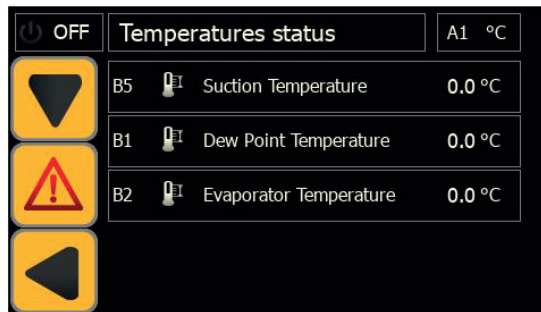 OFF Temperatures status A1 °C
B5 Suction Temperature 0.0 °C
B1 Dew Point Temperature 0.0 °C
B2 Evaporator Temperature 0.0 °C